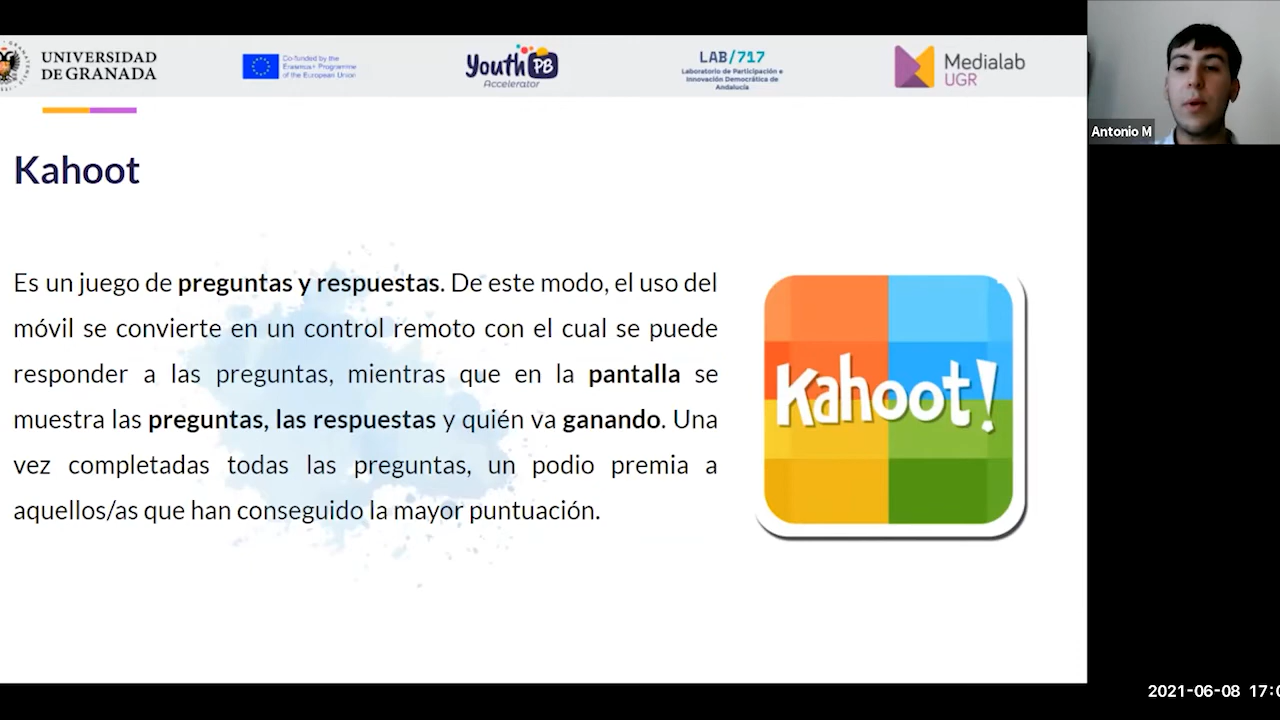 UNIVERSIDAD
DE GRANADA
Co-funded by the
Erasmus+ Programme
of the European Union
Youth PB
Accelerator
LAB/717
Laboratorio de Participación e
Innovación Democrática de
Andalucía
Medialab
UGR
Antonio M
Kahoot
Es un juego de preguntas y respuestas. De este modo, el uso del
móvil se convierte en un control remoto con el cual se puede
responder a las preguntas, mientras que en la pantalla se
muestra las preguntas, las respuestas y quién va ganando. Una
vez completadas todas las preguntas, un podio premia a
aquellos/as que han conseguido la mayor puntuación.
Kahoot!
2021-06-08 17:0